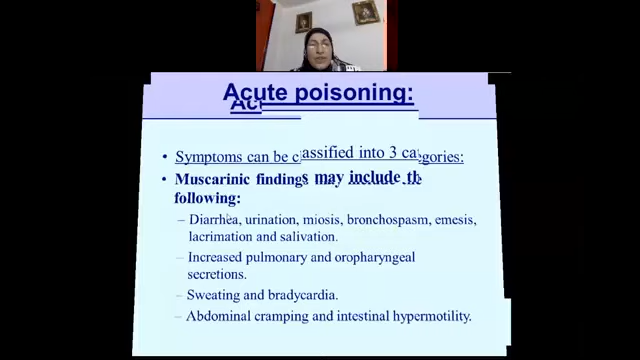 Acute poisoning:
• Symptoms can be classified into 3 categories:
• Muscarinic findings may include the
following:
– Diarrhea, urination, miosis, bronchospasm, emesis,
lacrimation and salivation.
– Increased pulmonary and oropharyngeal
secretions.
– Sweating and bradycardia.
– Abdominal cramping and intestinal hypermotility.